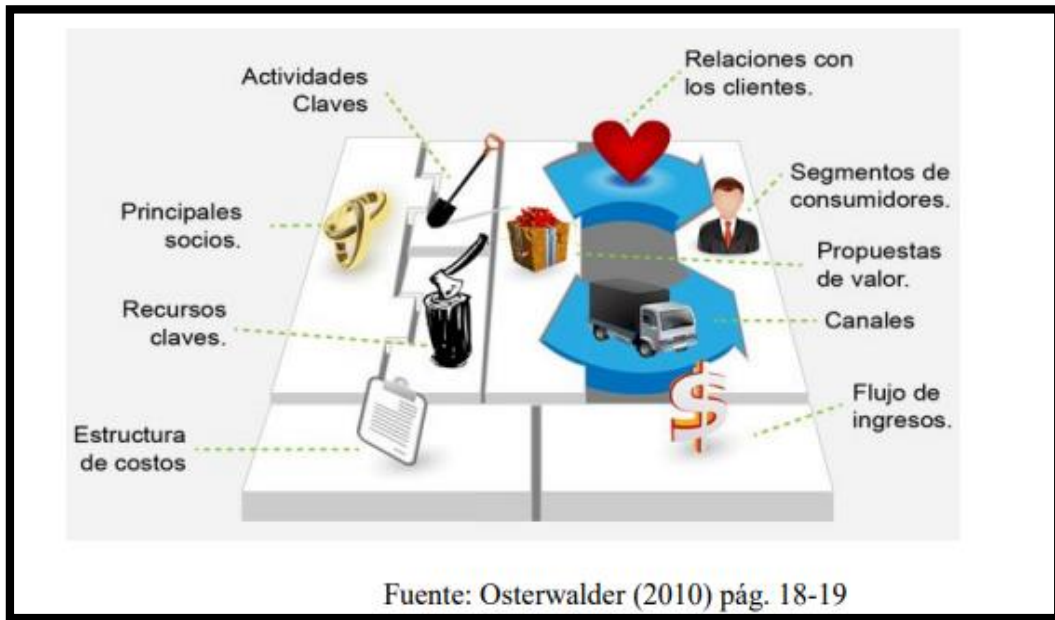 Actividades
Claves
Relaciones con
los clientes.
Segmentos de
consumidores.
Principales
socios.
Propuestas
de valor.
Recursos
claves.
Canales
Flujo de
ingresos.
Estructura
de costos
Fuente: Osterwalder (2010) pág. 18-19